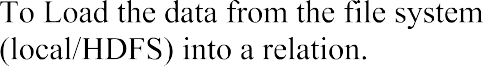 To Load the data from the file system
(local/HDFS) into a relation.